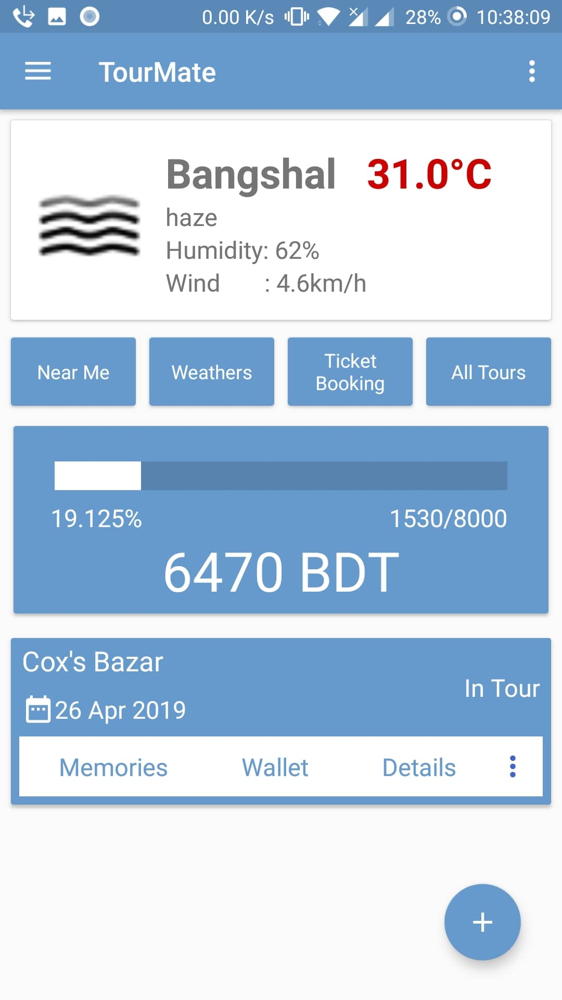 0.00 K/s 28% 10:38:09
TourMate
Bangshal 31.0°C
haze
Humidity: 62%
Wind : 4.6km/h
Near Me
Weathers
Ticket
Booking
All Tours
19.125% 1530/8000
6470 BDT
Cox's Bazar
In Tour
26 Apr 2019
Memories Wallet Details